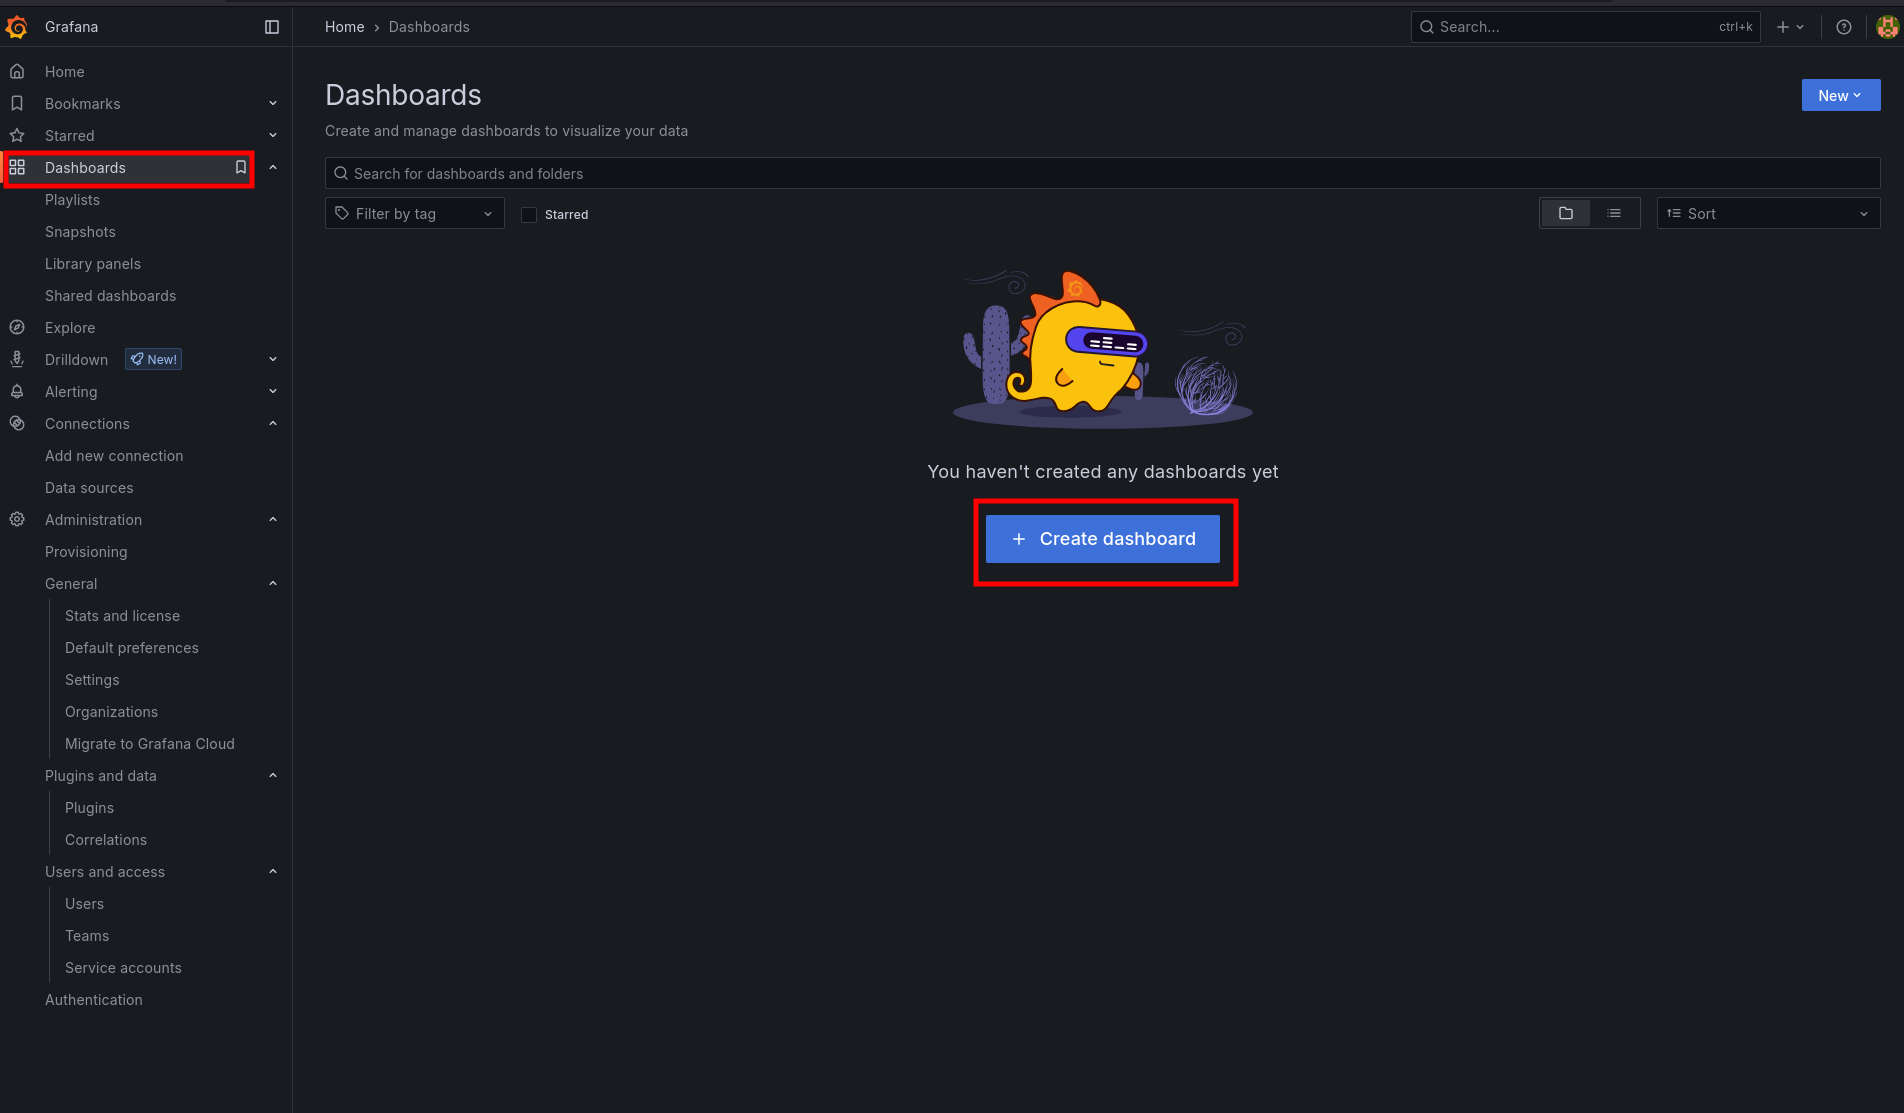 Grafana
Home › Dashboards
Search...
ctrl+k
Home
Bookmarks
Starred
Dashboards
Playlists
Snapshots
Library panels
Shared dashboards
Explore
Drilldown New!
Alerting
Connections
Add new connection
Data sources
Administration
Provisioning
General
Stats and license
Default preferences
Settings
Organizations
Migrate to Grafana Cloud
Plugins and data
Plugins
Correlations
Users and access
Users
Teams
Service accounts
Authentication
Dashboards
New
Create and manage dashboards to visualize your data
Search for dashboards and folders
Filter by tag
Starred
Sort
You haven't created any dashboards yet
+ Create dashboard